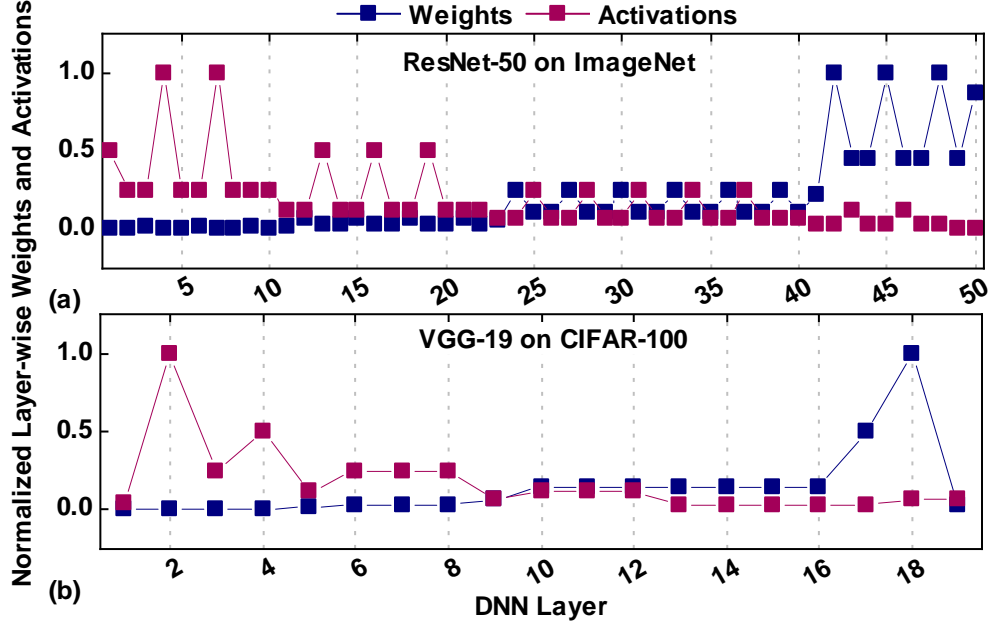 Weights Activations
Normalized Layer-wise Weights and Activations
ResNet-50 on ImageNet
1.0
0.5
0.0
5 10 15 20 25 30 35 40 45 50
(a)
VGG-19 on CIFAR-100
1.0
0.5
0.0
2 4 6 8 10 12 14 16 18
(b)
DNN Layer